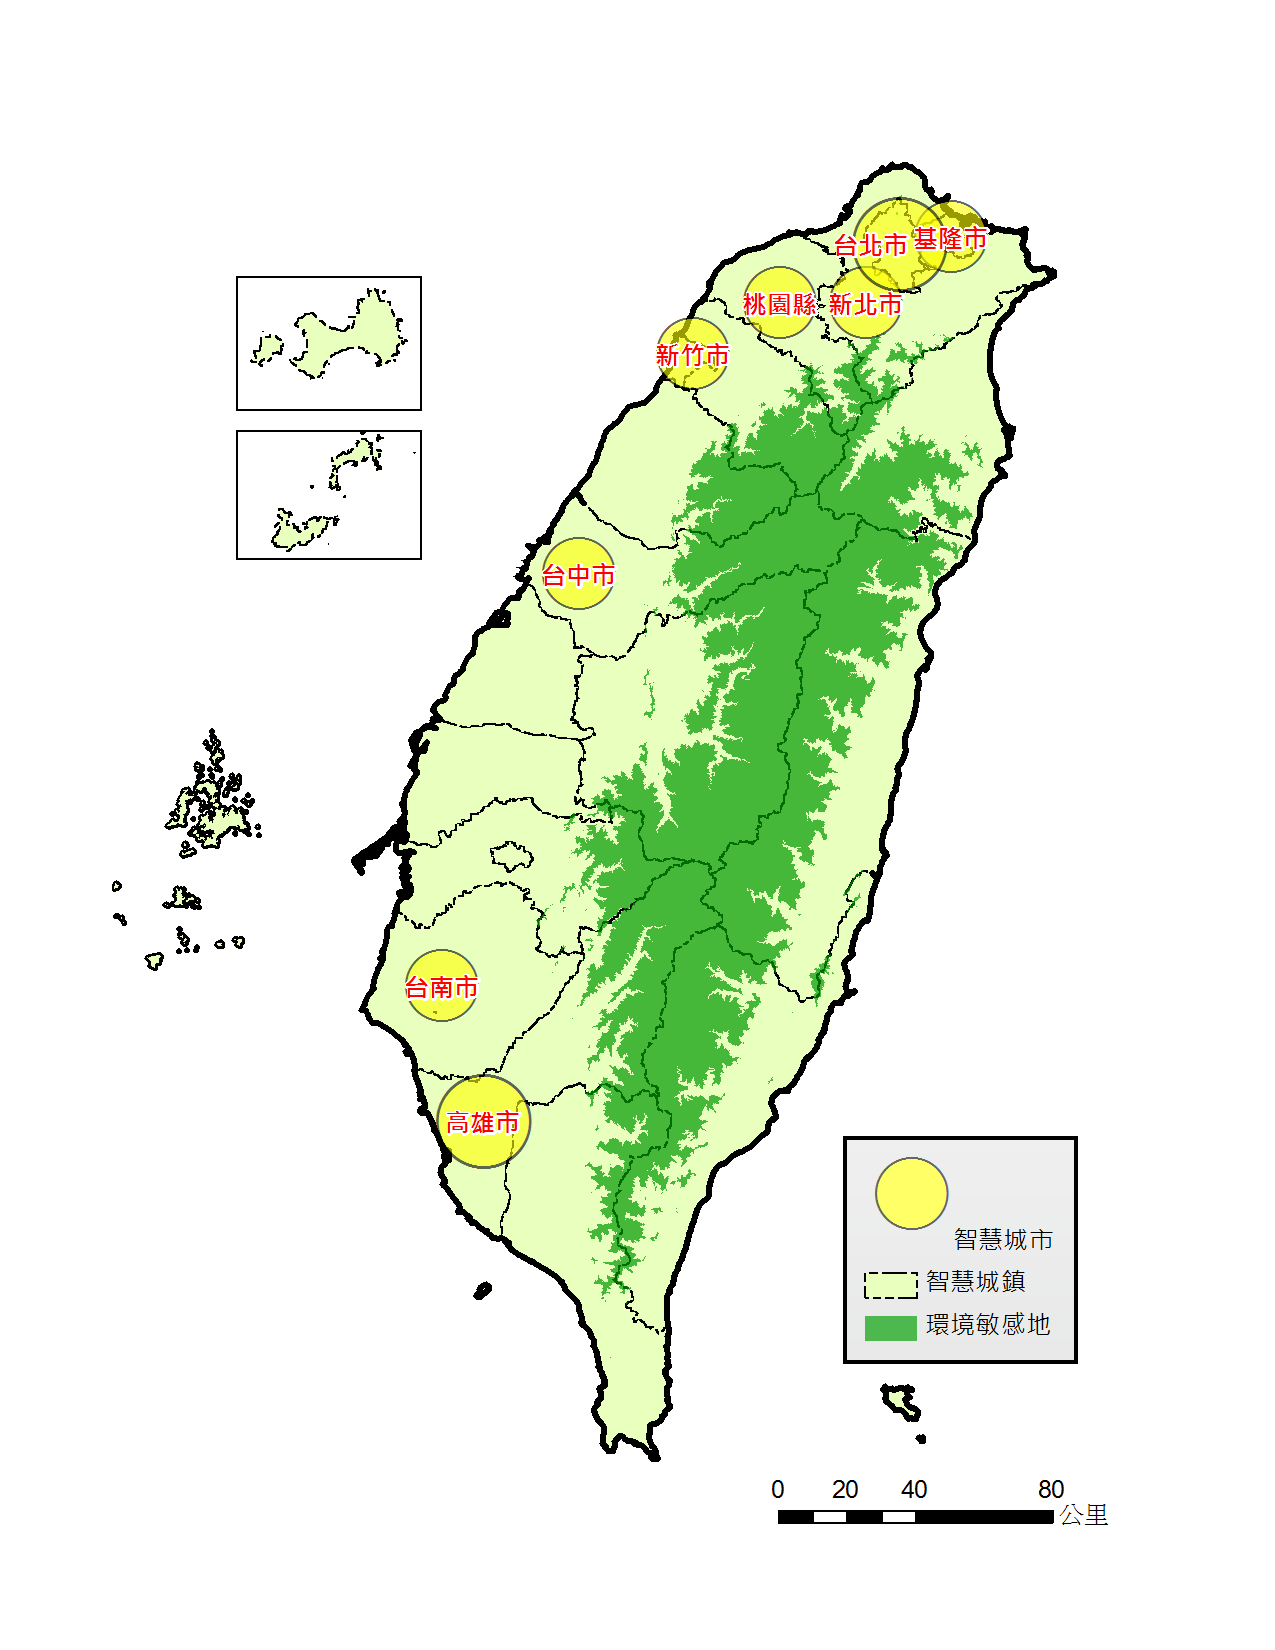 台北市
基隆市
桃園縣
新北市
新竹市
台中市
台南市
高雄市
智慧城市
智慧城鎮
環境敏感地
0 20 40 80
公里